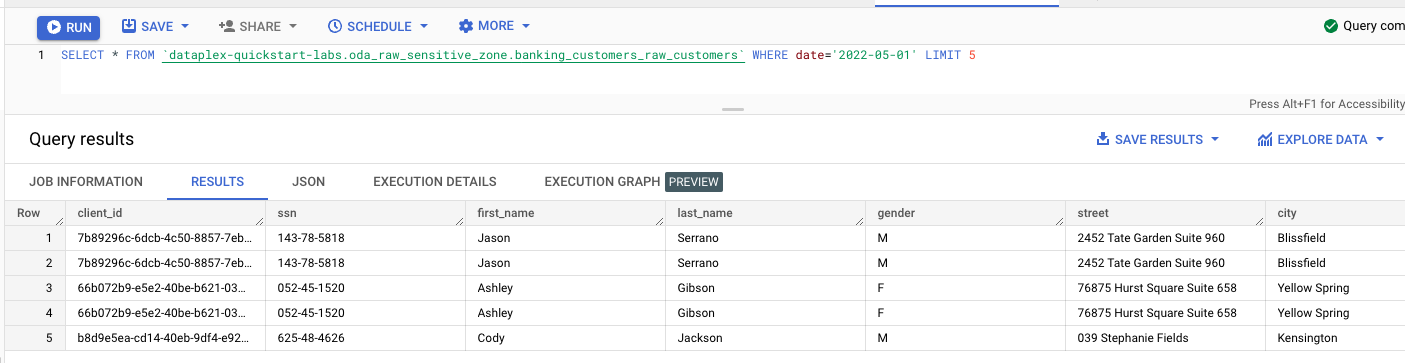 RUN SAVE SHARE SCHEDULE MORE Query com
1 SELECT * FROM `dataplex-quickstart-labs.oda_raw_sensitive_zone.banking_customers_raw_customers` WHERE date='2022-05-01' LIMIT 5
Press Alt+F1 for Accessibility
Query results SAVE RESULTS EXPLORE DATA
JOB INFORMATION RESULTS JSON EXECUTION DETAILS EXECUTION GRAPH PREVIEW
Row client_id ssn first_name last_name gender street city
1 7b89296c-6dcb-4c50-8857-7eb... 143-78-5818 Jason Serrano M 2452 Tate Garden Suite 960 Blissfield
2 7b89296c-6dcb-4c50-8857-7eb... 143-78-5818 Jason Serrano M 2452 Tate Garden Suite 960 Blissfield
3 66b072b9-e5e2-40be-b621-03... 052-45-1520 Ashley Gibson F 76875 Hurst Square Suite 658 Yellow Spring
4 66b072b9-e5e2-40be-b621-03... 052-45-1520 Ashley Gibson F 76875 Hurst Square Suite 658 Yellow Spring
5 b8d9e5ea-cd14-40eb-9df4-e92... 625-48-4626 Cody Jackson M 039 Stephanie Fields Kensington